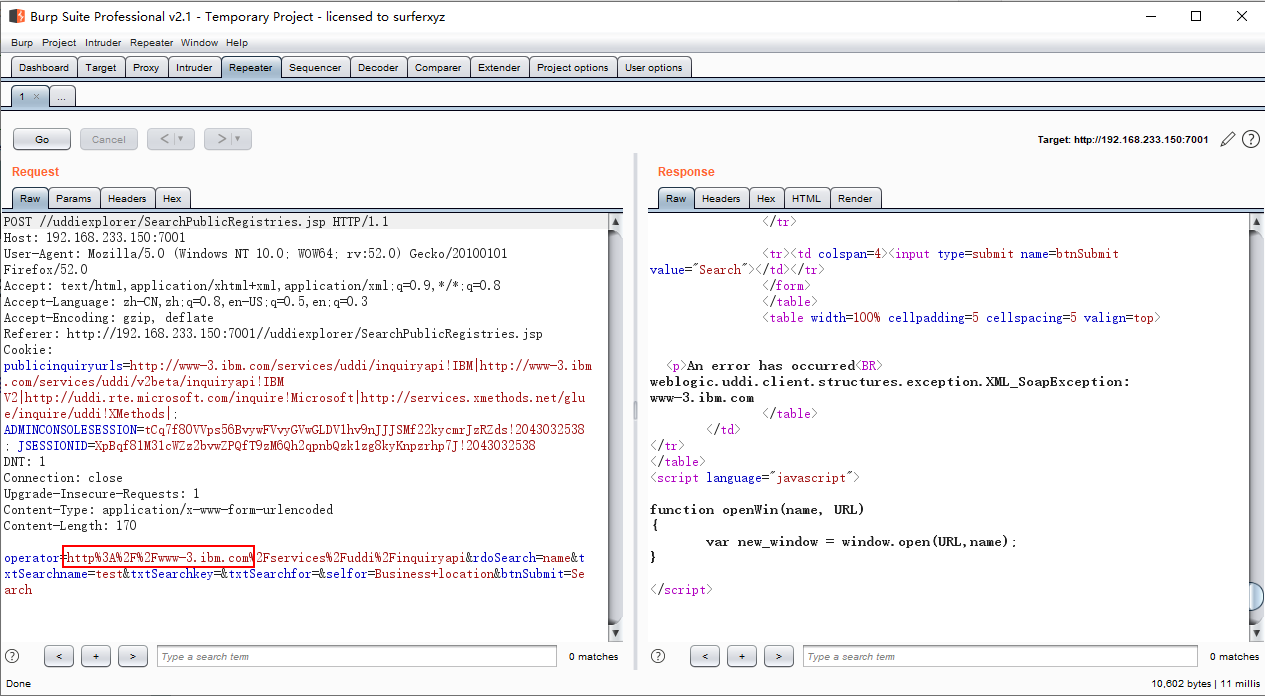 Burp Suite Professional v2.1 - Temporary Project - licensed to surferxyz
Burp Project Intruder Repeater Window Help
Dashboard Target Proxy Intruder Repeater Sequencer Decoder Comparer Extender Project options User options
1 × ...
Go Cancel < > Target: http://192.168.233.150:7001 ?
Request
Raw Params Headers Hex
POST //uddiexplorer/SearchPublicRegistries.jsp HTTP/1.1
Host: 192.168.233.150:7001
User-Agent: Mozilla/5.0 (Windows NT 10.0; WOW64; rv:52.0) Gecko/20100101
Firefox/52.0
Accept: text/html,application/xhtml+xml,application/xml;q=0.9,*/*;q=0.8
Accept-Language: zh-CN,zh;q=0.8,en-US;q=0.5,en;q=0.3
Accept-Encoding: gzip, deflate
Referer: http://192.168.233.150:7001//uddiexplorer/SearchPublicRegistries.jsp
Cookie:
publicinquiryurls=http://www-3.ibm.com/services/uddi/inquiryapi!IBM|http://www-3.ibm
.com/services/uddi/v2beta/inquiryapi!IBM
V2|http://uddi.rte.microsoft.com/inquire!Microsoft|http://services.xmethods.net/glu
e/inquire/uddi!XMethods|;
ADMINCONSOLESESSION=tCq7f80VVps56BvywFVvyGVwGLDV1hv9nJJJSMf22kycmrJzRZds!2043032538
; JSESSIONID=XpBqf81M31cWZz2bvwZPQfT9zM6Qh2qpnbQzk1zg8kyKnpzrhp7J!2043032538
DNT: 1
Connection: close
Upgrade-Insecure-Requests: 1
Content-Type: application/x-www-form-urlencoded
Content-Length: 170
operator=http%3A%2F%2Fwww-3.ibm.com%2Fservices%2Fuddi%2Finquiryapi&rdoSearch=name&t
xtSearchname=test&txtSearchkey=&txtSearchfor=&selfor=Business+location&btnSubmit=Se
arch
? < + > Type a search term 0 matches
Response
Raw Headers Hex HTML Render
</tr>
<tr><td colspan=4><input type=submit name=btnSubmit
value="Search"></td></tr>
</form>
</table>
<table width=100% cellpadding=5 cellspacing=5 valign=top>
<p>An error has occurred<BR>
weblogic.uddi.client.structures.exception.XML_SoapException:
www-3.ibm.com
</table>
</td>
</tr>
</table>
<script language="javascript">
function openWin(name, URL)
{
var new_window = window.open(URL,name);
}
</script>
? < + > Type a search term 0 matches
Done 10,602 bytes | 11 millis